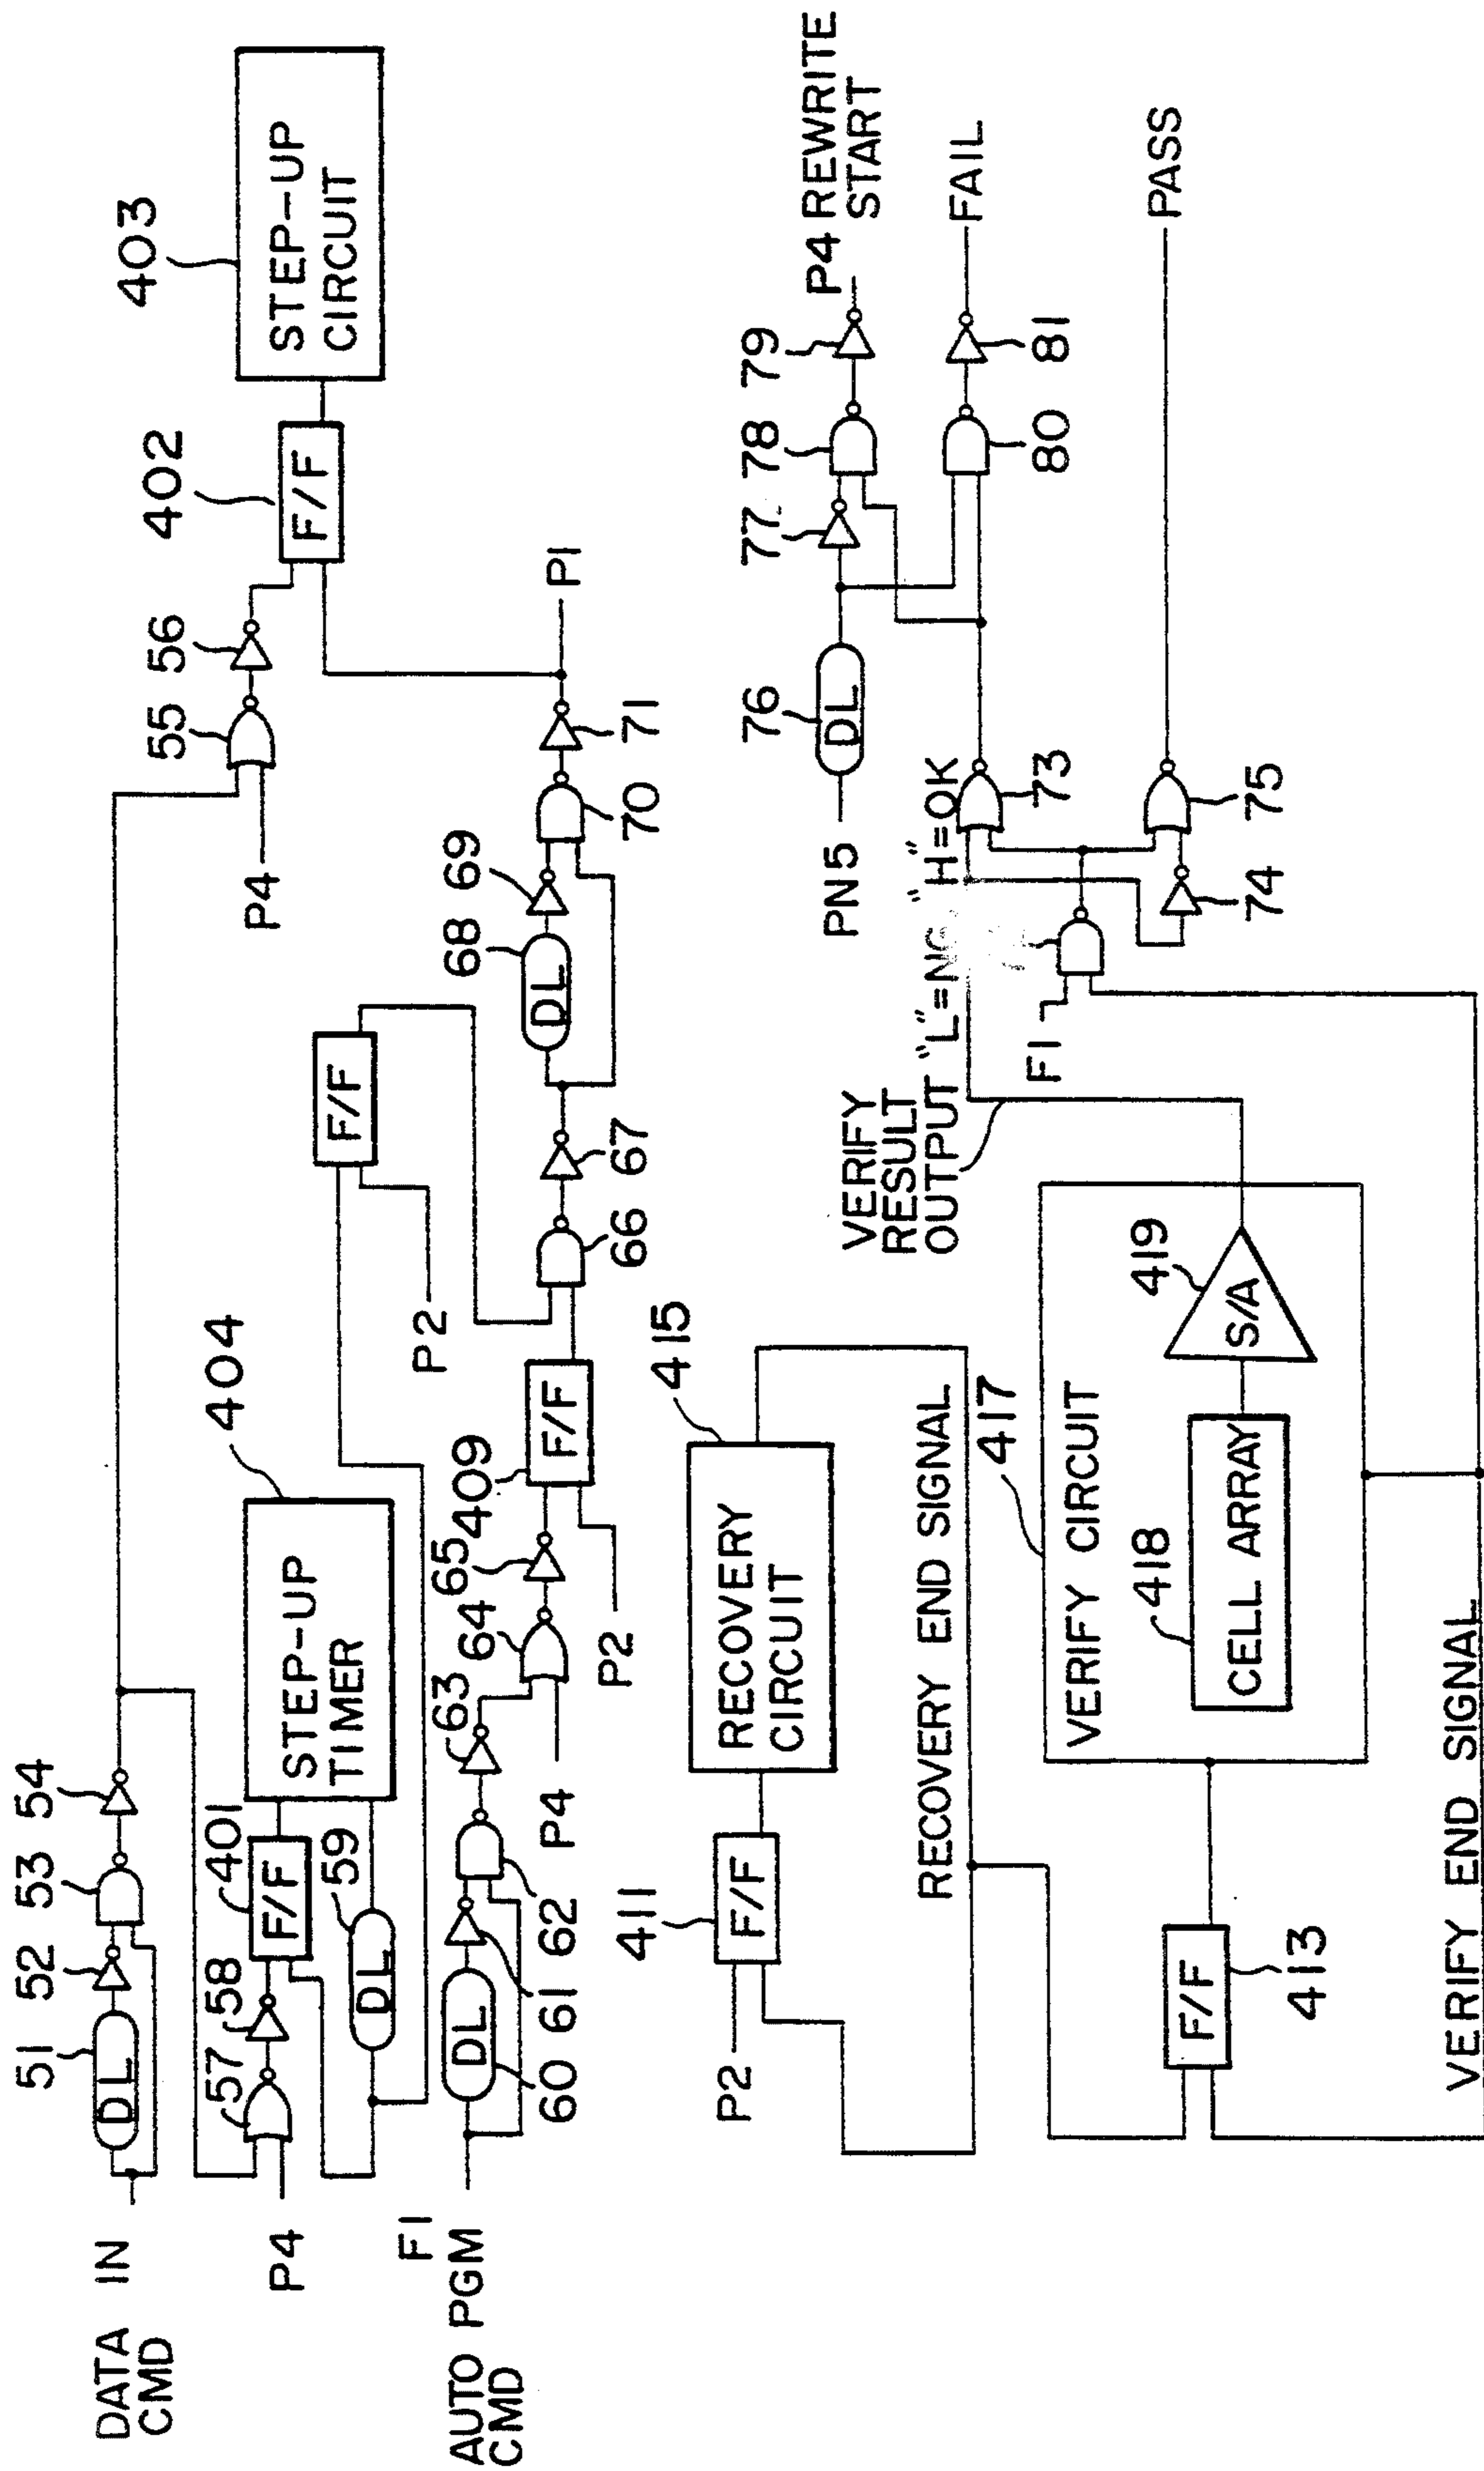 DATA IN
CMD
51
DL
52
53
54
P4
57
58
401
F/F
STEP-UP
TIMER
404
59
DL
F/F
P2
P4
55
56
402
F/F
403
STEP-UP
CIRCUIT
F1
AUTO PGM
CMD
60
DL
61
62
63
P4
64
65
409
F/F
P2
66
67
68
DL
69
70
71
P1
P2
411
F/F
RECOVERY
CIRCUIT
415
RECOVERY END SIGNAL
413
F/F
VERIFY CIRCUIT
417
418
CELL ARRAY
419
S/A
VERIFY END SIGNAL
VERIFY
RESULT
OUTPUT "L"=NG "H"=OK
F1
73
74
75
PN5
76
DL
77
78
79
P4 REWRITE
START
80
81
FAIL
PASS